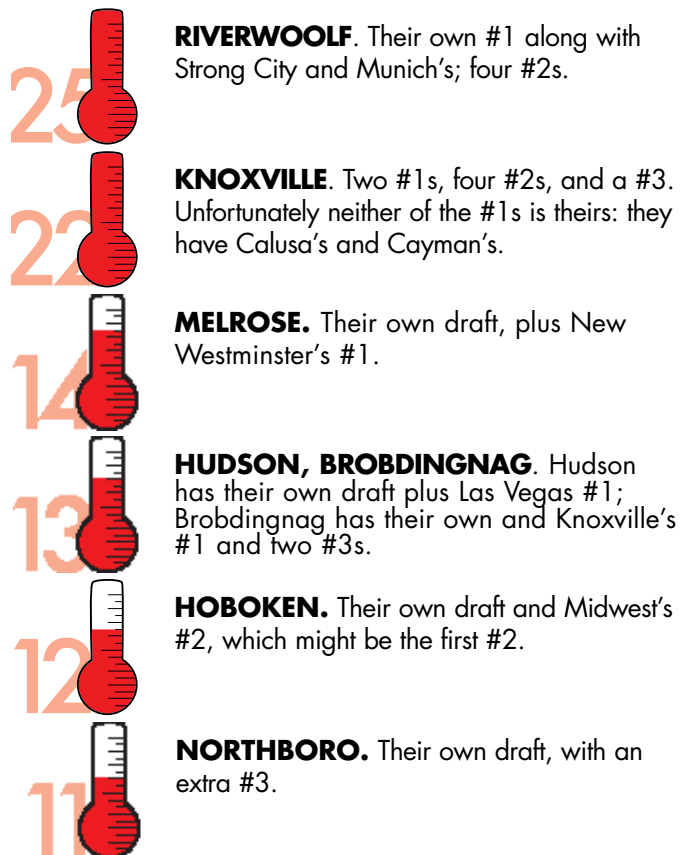 25
RIVERWOOLF. Their own #1 along with
Strong City and Munich's; four #2s.
22
KNOXVILLE. Two #1s, four #2s, and a #3.
Unfortunately neither of the #1s is theirs: they
have Calusa's and Cayman's.
14
MELROSE. Their own draft, plus New
Westminster's #1.
13
HUDSON, BROBDINGNAG. Hudson
has their own draft plus Las Vegas #1;
Brobdingnag has their own and Knoxville's
#1 and two #3s.
12
HOBOKEN. Their own draft and Midwest's
#2, which might be the first #2.
11
NORTHBORO. Their own draft, with an
extra #3.